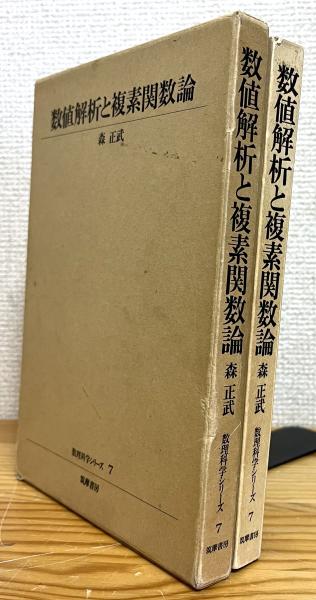 数値解析と複素関数論
森 正武
数理科学シリーズ 7
筑摩書房
数値解析と複素関数論 森 正武 数理科学シリーズ 7 筑摩書房
数値解析と複素関数論 森 正武 数理科学シリーズ 7 筑摩書房